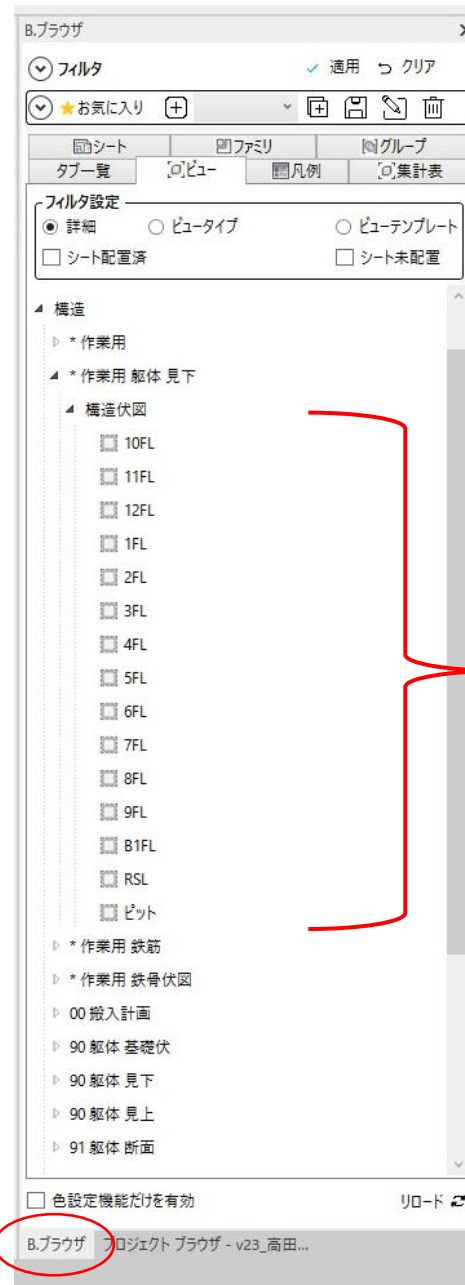 B.ブラウザ
フィルタ 適用 クリア
お気に入り
シート ファミリ グループ
タブ一覧 ビュー 凡例 集計表
フィルタ設定
詳細 ビュータイプ ビューテンプレート
シート配置済 シート未配置
構造
* 作業用
* 作業用 躯体 見下
構造伏図
10FL
11FL
12FL
1FL
2FL
3FL
4FL
5FL
6FL
7FL
8FL
9FL
B1FL
RSL
ピット
* 作業用 鉄筋
* 作業用 鉄骨伏図
00 搬入計画
90 躯体 基礎伏
90 躯体 見下
90 躯体 見上
91 躯体 断面
色設定機能だけを有効 リロード
B.ブラウザ プロジェクト ブラウザ - v23_高田...